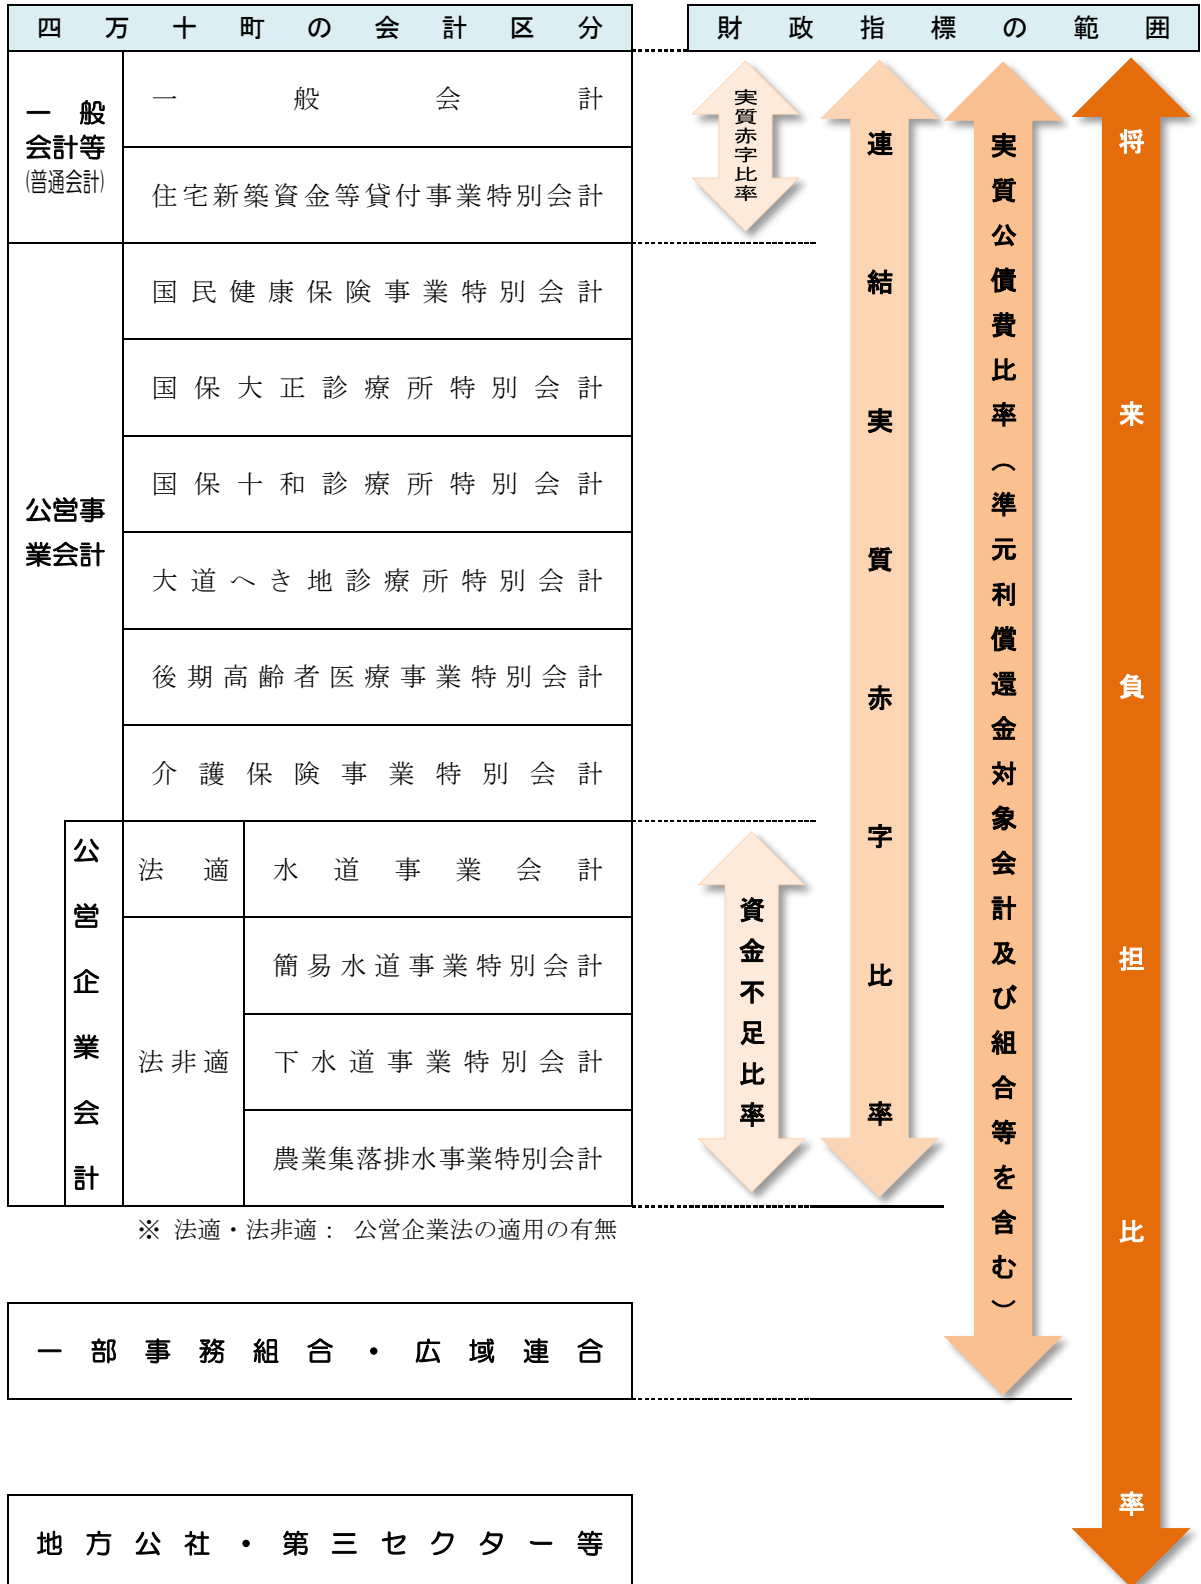 四万十町の会計区分
財政指標の範囲
一般
会計等
(普通会計)
一般会計
住宅新築資金等貸付事業特別会計
公営事
業会計
国民健康保険事業特別会計
国保大正診療所特別会計
国保十和診療所特別会計
大道へき地診療所特別会計
後期高齢者医療事業特別会計
介護保険事業特別会計
公営企業会計
法適
水道事業会計
法非適
簡易水道事業特別会計
下水道事業特別会計
農業集落排水事業特別会計
※ 法適・法非適： 公営企業法の適用の有無
一部事務組合・広域連合
地方公社・第三セクター等
実質赤字比率
資金不足比率
連結実質赤字比率
実質公債費比率（準元利償還金対象会計及び組合等を含む）
将来負担比率